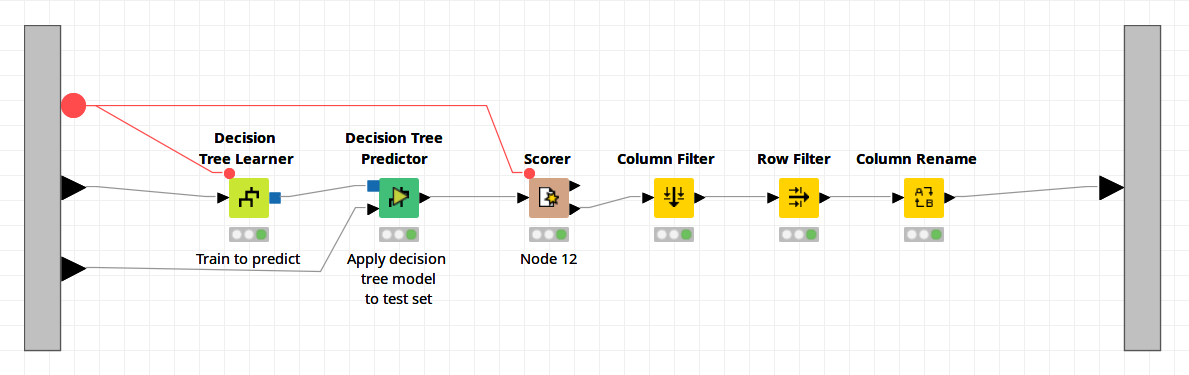 Decision
Tree Learner
Decision Tree
Predictor
Scorer
Column Filter
Row Filter
Column Rename
Train to predict
Apply decision
tree model
to test set
Node 12